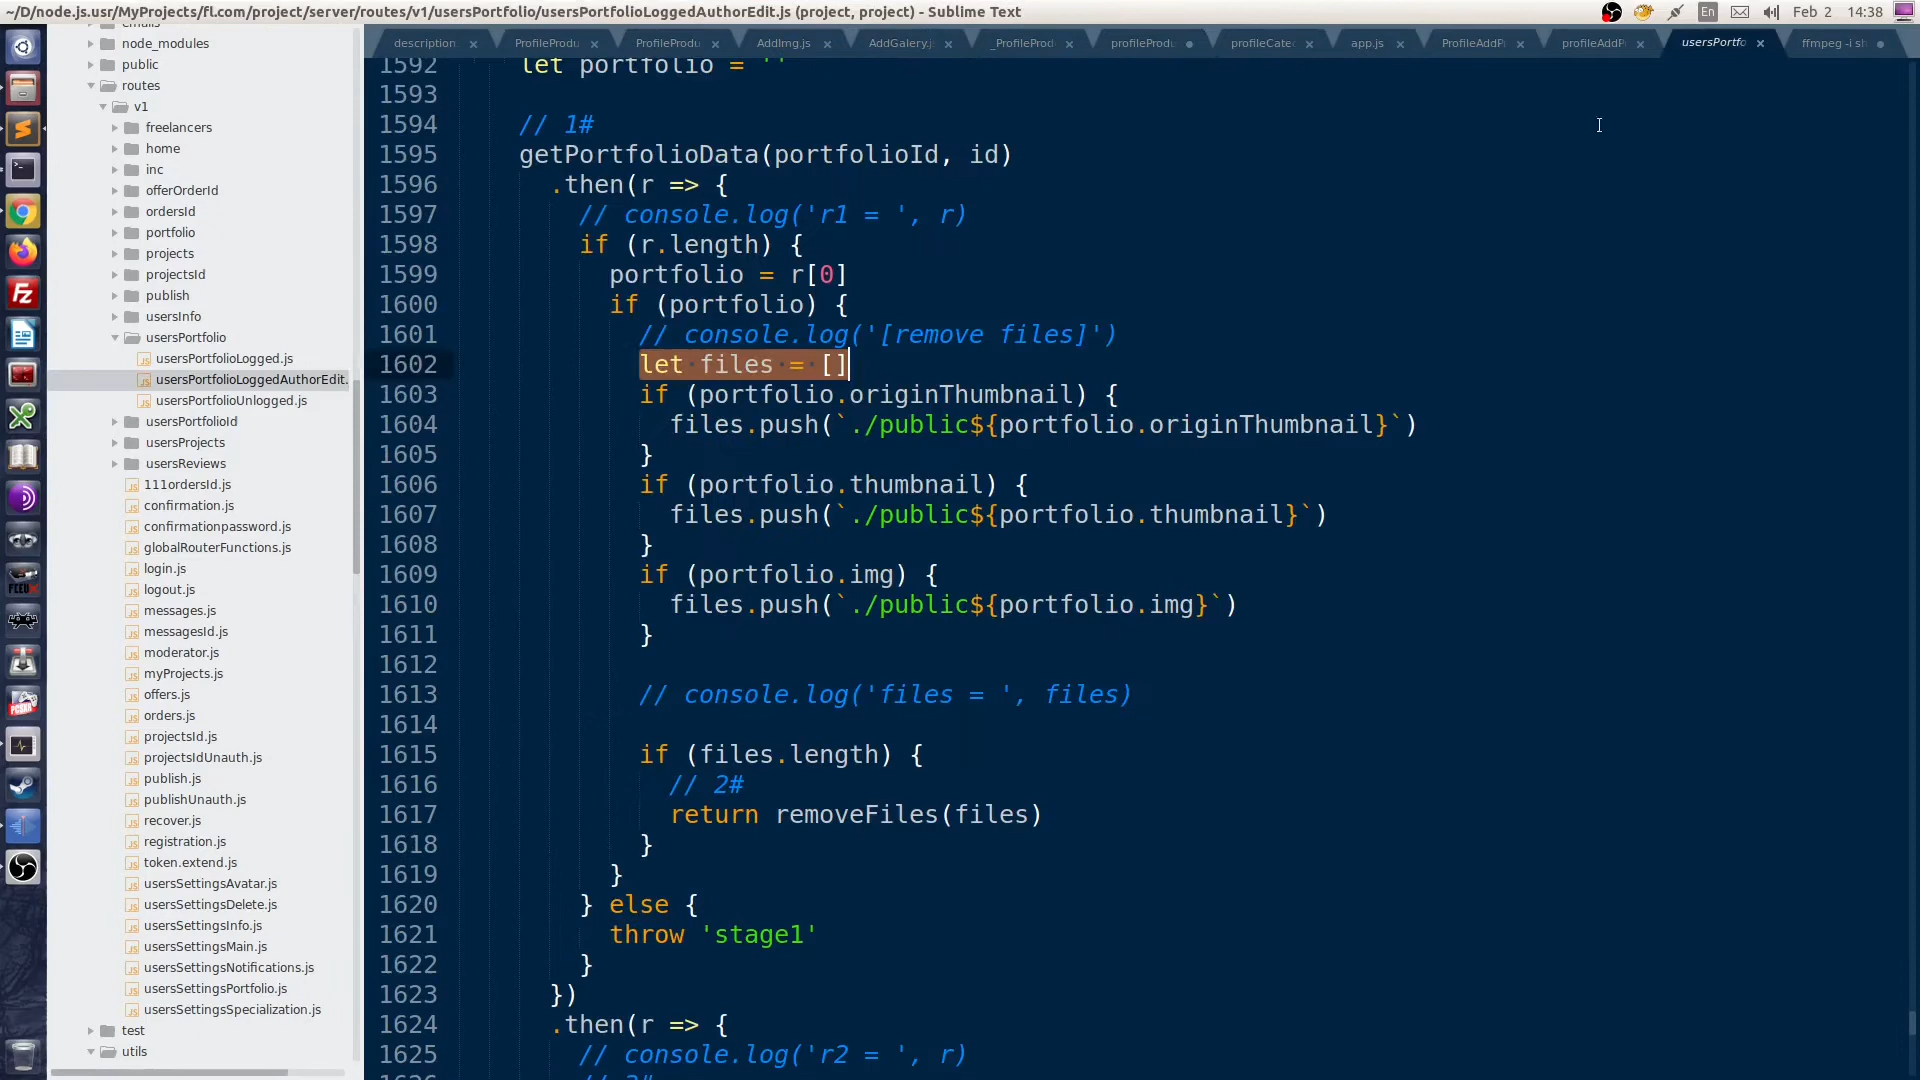 ~/D/node.js.usr/MyProjects/fl.com/project/server/routes/v1/usersPortfolio/usersPortfolioLoggedAuthorEdit.js (project, project) - Sublime Text
En
Feb 2
14:38
node_modules
public
routes
v1
freelancers
home
inc
offerOrderId
ordersId
portfolio
projects
projectsId
publish
usersInfo
usersPortfolio
usersPortfolioLogged.js
usersPortfolioLoggedAuthorEdit.
usersPortfolioUnlogged.js
usersPortfolioId
usersProjects
usersReviews
111ordersId.js
confirmation.js
confirmationpassword.js
globalRouterFunctions.js
login.js
logout.js
messages.js
messagesId.js
moderator.js
myProjects.js
offers.js
orders.js
projectsId.js
projectsIdUnauth.js
publish.js
publishUnauth.js
recover.js
registration.js
token.extend.js
usersSettingsAvatar.js
usersSettingsDelete.js
usersSettingsInfo.js
usersSettingsMain.js
usersSettingsNotifications.js
usersSettingsPortfolio.js
usersSettingsSpecialization.js
test
utils
description
ProfileProdu
ProfileProdu
AddImg.js
AddGalery.j
_ProfileProd
profileProdu
profileCate
app.js
ProfileAddP
profileAddP
usersPortfo
ffmpeg -i sh
1592 let portfolio = ''
1593
1594 // 1#
1595 getPortfolioData(portfolioId, id)
1596 .then(r => {
1597 // console.log('r1 = ', r)
1598 if (r.length) {
1599 portfolio = r[0]
1600 if (portfolio) {
1601 // console.log('[remove files]')
1602 let files = []
1603 if (portfolio.originThumbnail) {
1604 files.push(`./public${portfolio.originThumbnail}`)
1605 }
1606 if (portfolio.thumbnail) {
1607 files.push(`./public${portfolio.thumbnail}`)
1608 }
1609 if (portfolio.img) {
1610 files.push(`./public${portfolio.img}`)
1611 }
1612
1613 // console.log('files = ', files)
1614
1615 if (files.length) {
1616 // 2#
1617 return removeFiles(files)
1618 }
1619 }
1620 } else {
1621 throw 'stage1'
1622 }
1623 })
1624 .then(r => {
1625 // console.log('r2 = ', r)